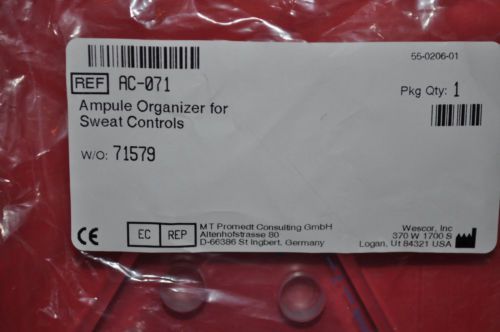 55-0206-01
REF AC-071
Pkg Qty: 1
Ampule Organizer for
Sweat Controls
W/O: 71579
CE
EC REP
MT Promedt Consulting GmbH
Altenhofstrasse 80
D-66386 St Ingbert, Germany
Wescor, Inc
370 W 1700 S
Logan, Ut 84321 USA